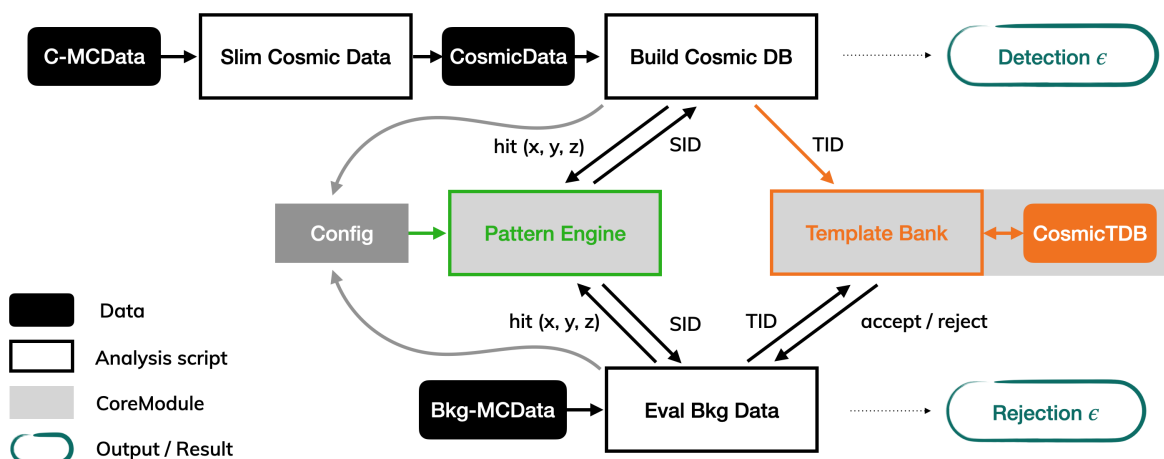 C-MCData
Slim Cosmic Data
CosmicData
Build Cosmic DB
Detection ϵ
hit (x, y, z)
SID
TID
Config
Pattern Engine
Template Bank
CosmicTDB
Data
hit (x, y, z)
SID
TID
accept / reject
Analysis script
CoreModule
Bkg-MCData
Eval Bkg Data
Rejection ϵ
Output / Result